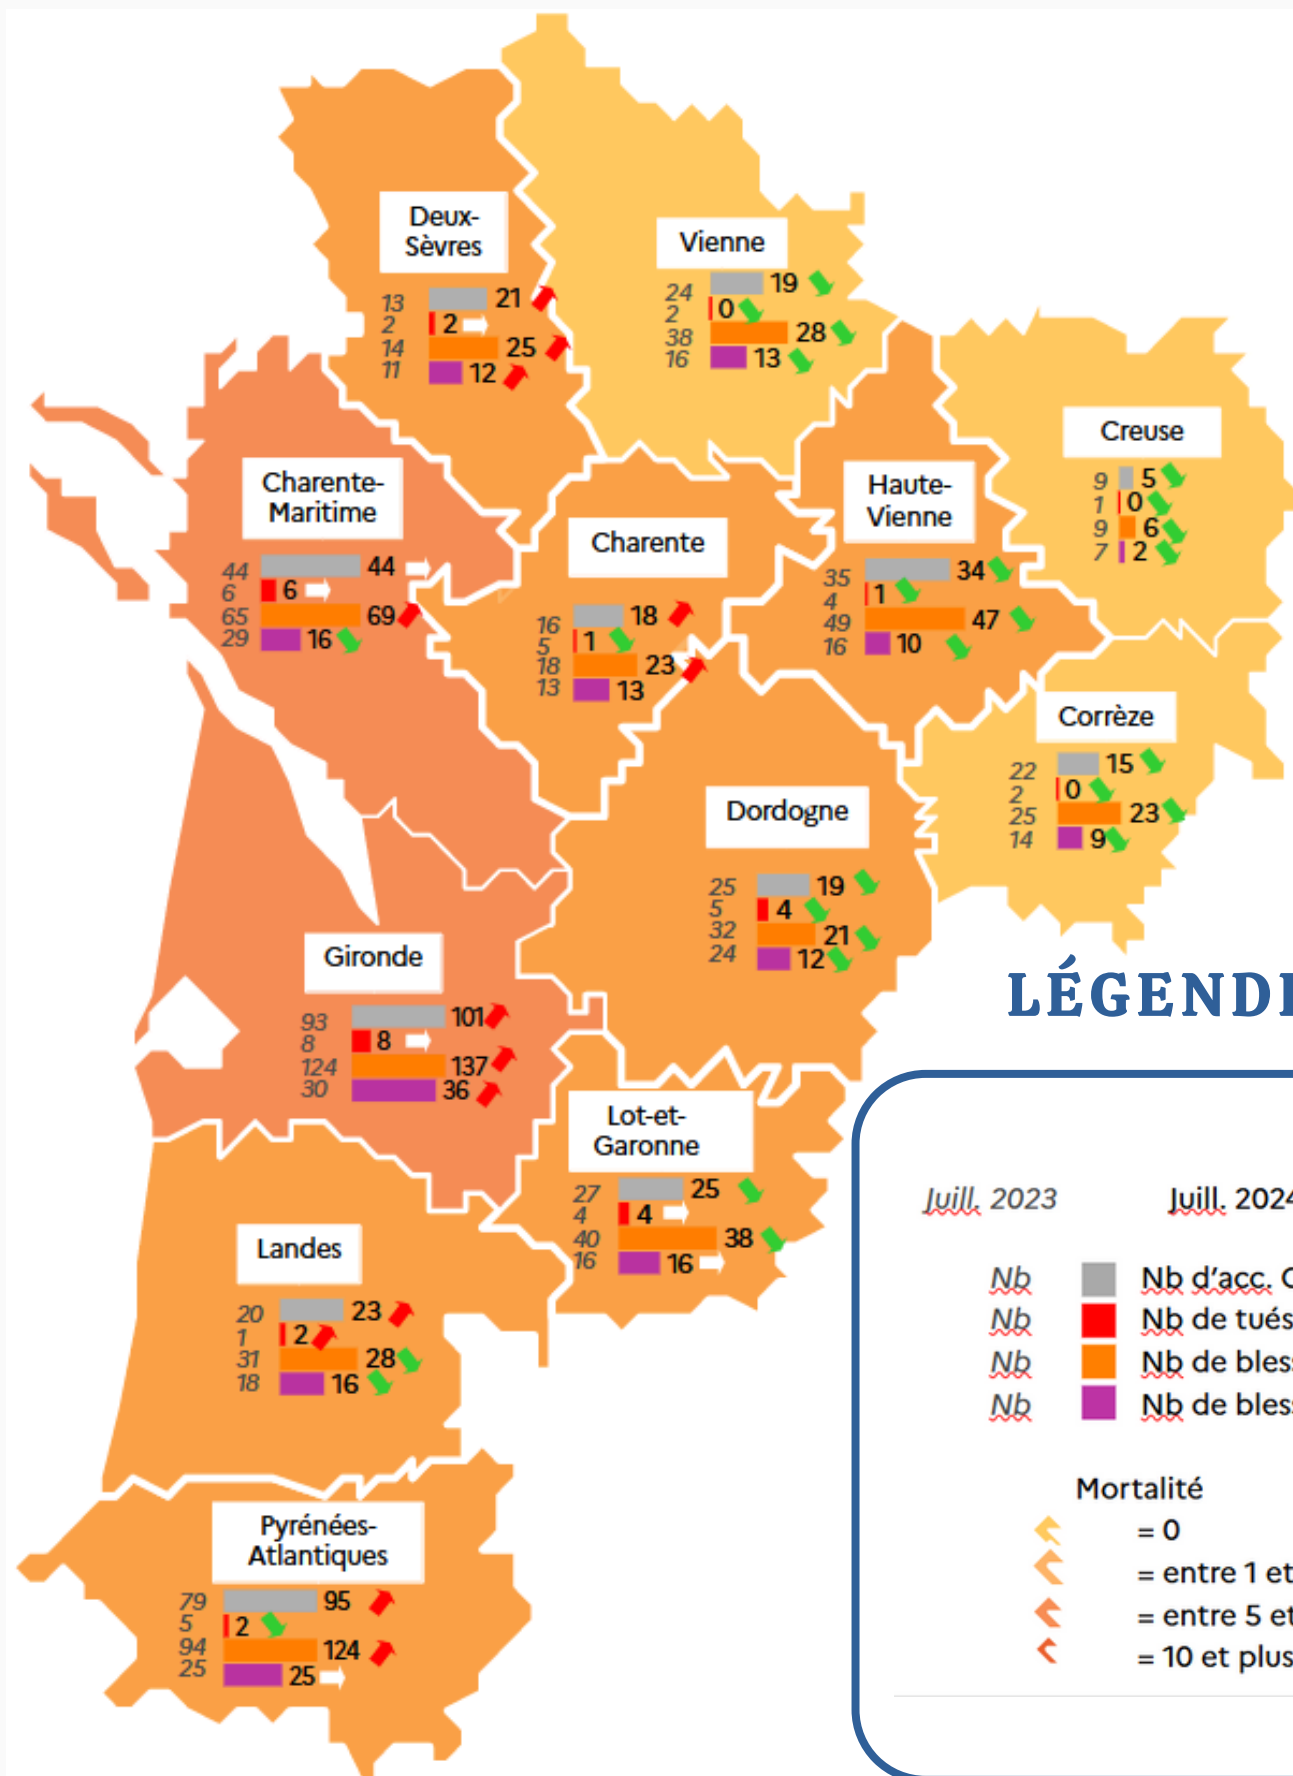 Deux-
Sèvres
13 21
2 2
14 25
11 12
Vienne
24 19
2 0
38 28
16 13
Creuse
9 5
1 0
9 6
7 2
Charente-
Maritime
44 44
6 6
65 69
29 16
Charente
16 18
5 1
18 23
13 13
Haute-
Vienne
35 34
4 1
49 47
16 10
Corrèze
22 15
2 0
25 23
14 9
Dordogne
25 19
5 4
32 21
24 12
Gironde
93 101
8 8
124 137
30 36
Lot-et-
Garonne
27 25
4 4
40 38
16 16
Landes
20 23
1 2
31 28
18 16
Pyrénées-
Atlantiques
79 95
5 2
94 124
25 25
LÉGENDE
Juill. 2023 Juill. 2024
Nb Nb d'acc.
Nb Nb de tués
Nb Nb de bless
Nb Nb de bless
Mortalité
= 0
= entre 1 et
= entre 5 et
= 10 et plus